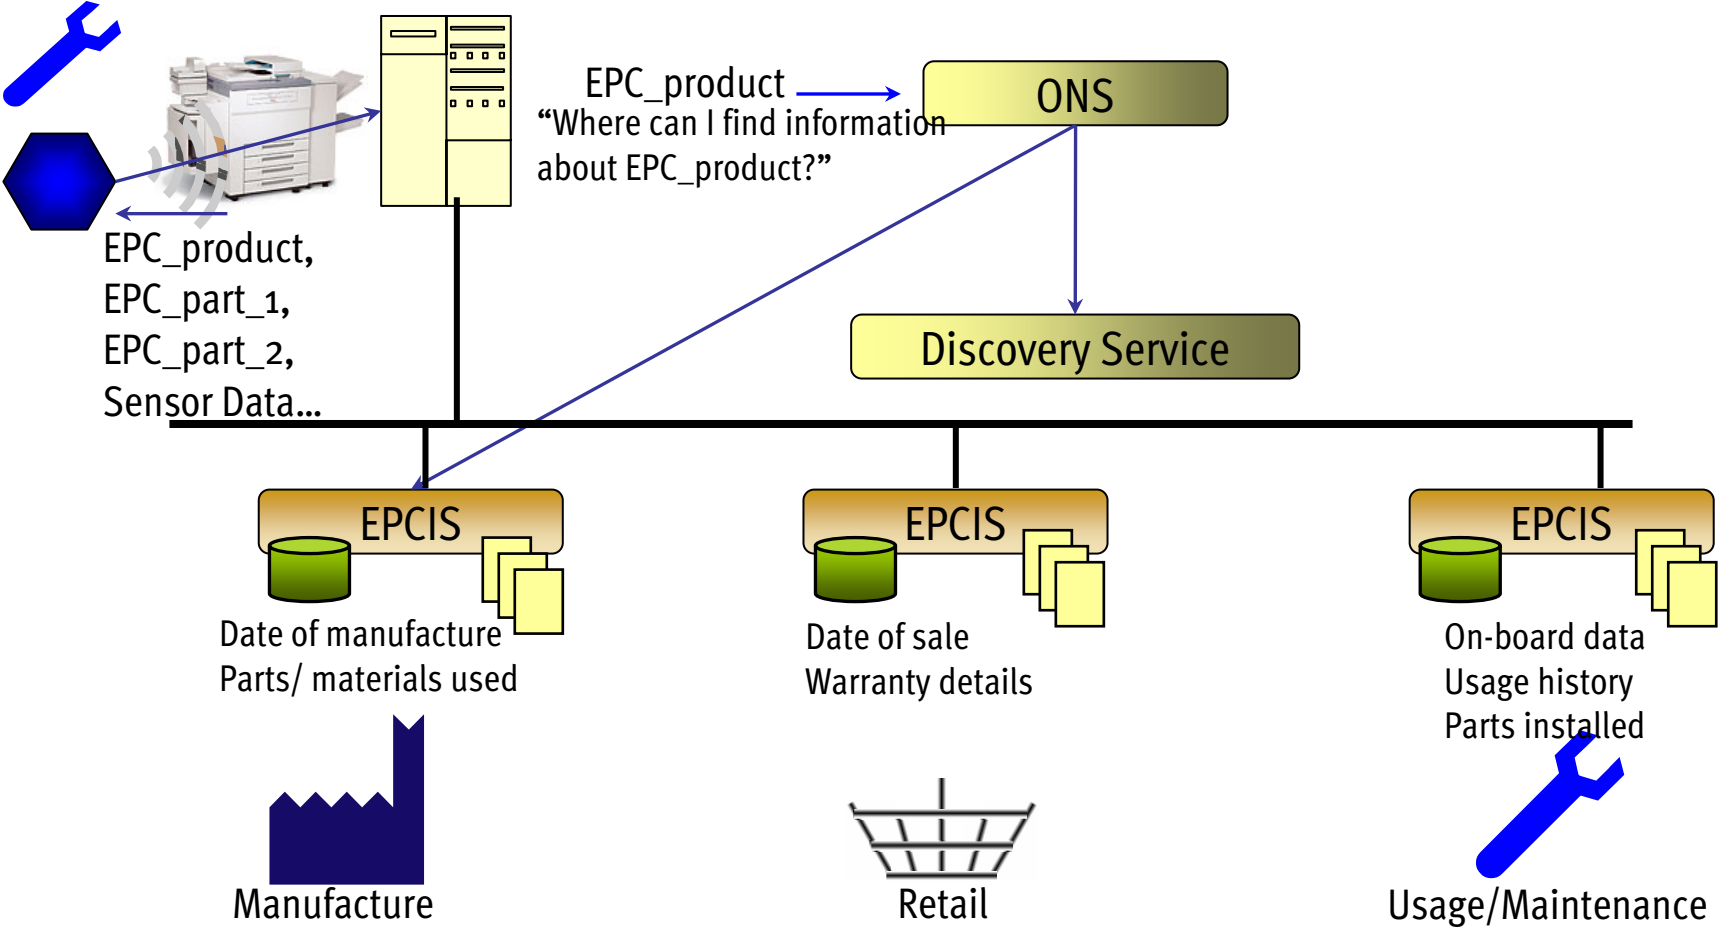 EPC_product
“Where can I find information
about EPC_product?”
ONS
EPC_product,
EPC_part_1,
EPC_part_2,
Sensor Data...
Discovery Service
EPCIS
Date of manufacture
Parts/ materials used
Manufacture
EPCIS
Date of sale
Warranty details
Retail
EPCIS
On-board data
Usage history
Parts installed
Usage/Maintenance